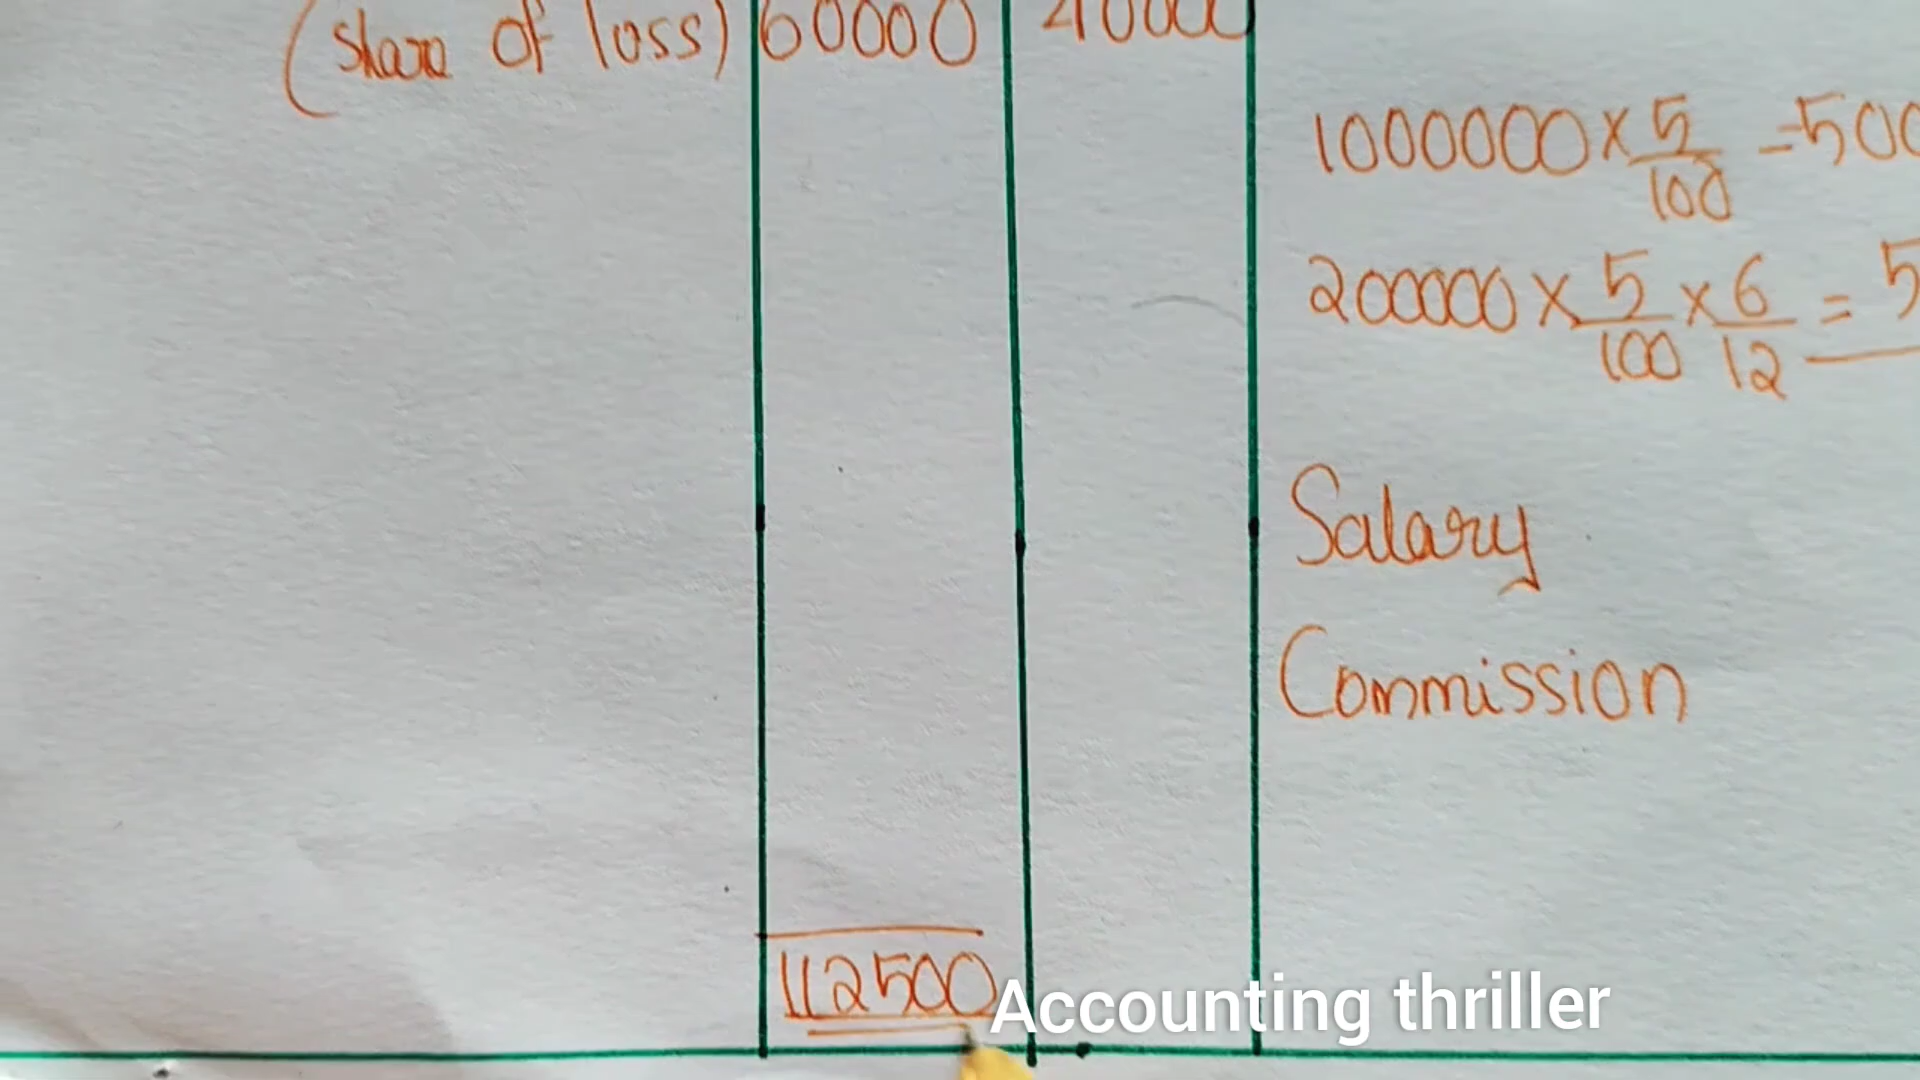 (Share of loss) 60000 40000
1000000 × 5/100 = 500
200000 × 5/100 × 6/12 = 5
Salary
Commission
112500
Accounting thriller